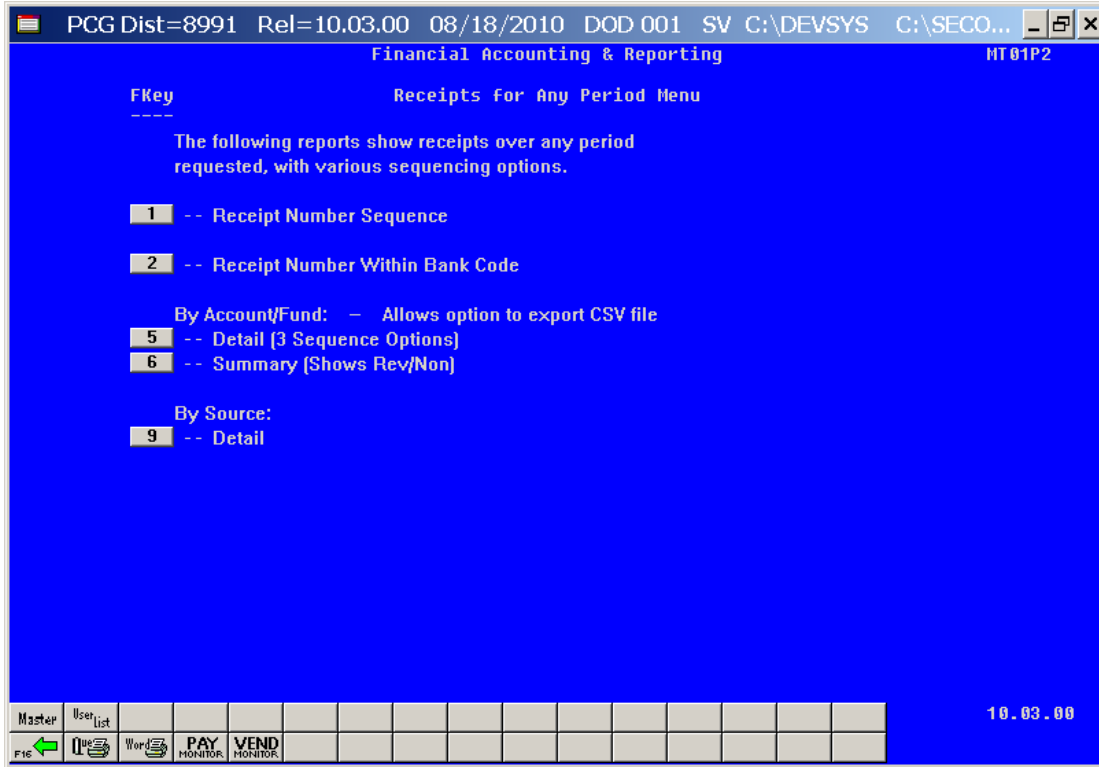 PCG Dist=8991 Rel=10.03.00 08/18/2010 DOD 001 SV C:\DEVSYS C:\SECO...
Financial Accounting & Reporting MT01P2
FKey Receipts for Any Period Menu
----
The following reports show receipts over any period
requested, with various sequencing options.
1 -- Receipt Number Sequence
2 -- Receipt Number Within Bank Code
By Account/Fund: – Allows option to export CSV file
5 -- Detail (3 Sequence Options)
6 -- Summary (Shows Rev/Non)
By Source:
9 -- Detail
Master User List 10.03.00
F16 Que Word PAY MONITOR VEND MONITOR